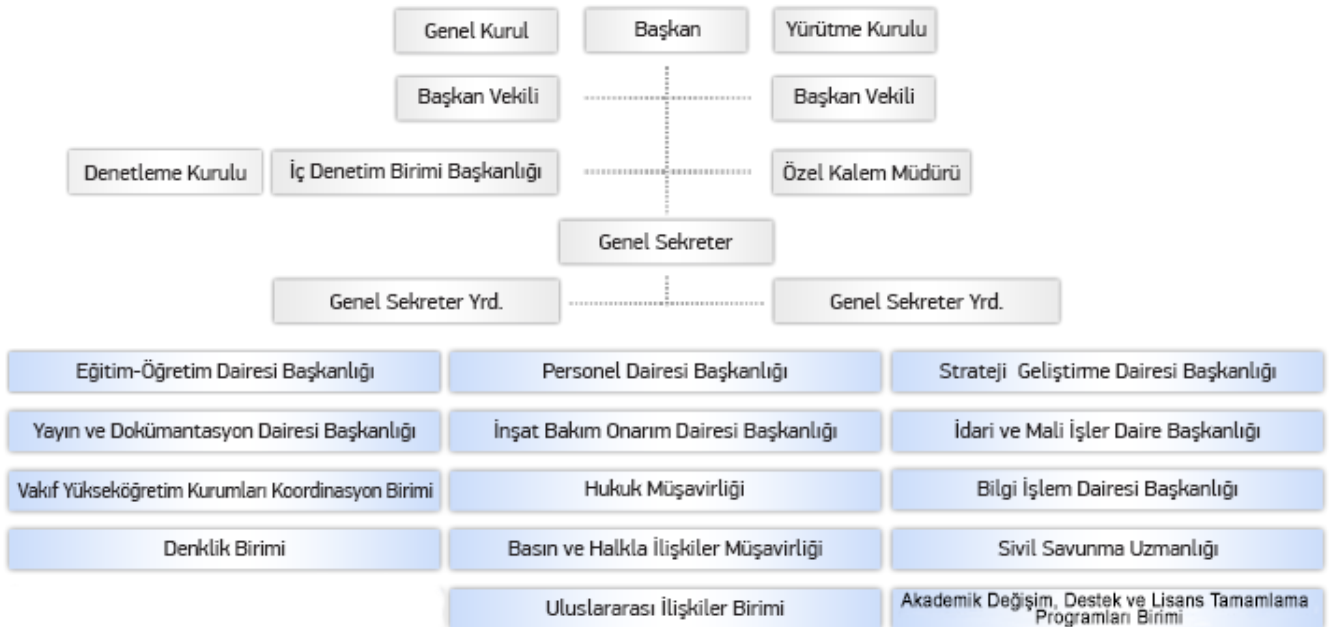 Genel Kurul
Başkan
Yürütme Kurulu
Başkan Vekili
Başkan Vekili
Denetleme Kurulu
İç Denetim Birimi Başkanlığı
Özel Kalem Müdürü
Genel Sekreter
Genel Sekreter Yrd.
Genel Sekreter Yrd.
Eğitim-Öğretim Dairesi Başkanlığı
Personel Dairesi Başkanlığı
Strateji Geliştirme Dairesi Başkanlığı
Yayın ve Dokümantasyon Dairesi Başkanlığı
İnşat Bakım Onarım Dairesi Başkanlığı
İdari ve Mali İşler Daire Başkanlığı
Vakıf Yükseköğretim Kurumları Koordinasyon Birimi
Hukuk Müşavirliği
Bilgi İşlem Dairesi Başkanlığı
Denklik Birimi
Basın ve Halkla İlişkiler Müşavirliği
Sivil Savunma Uzmanlığı
Uluslararası İlişkiler Birimi
Akademik Değişim, Destek ve Lisans Tamamlama
Programları Birimi